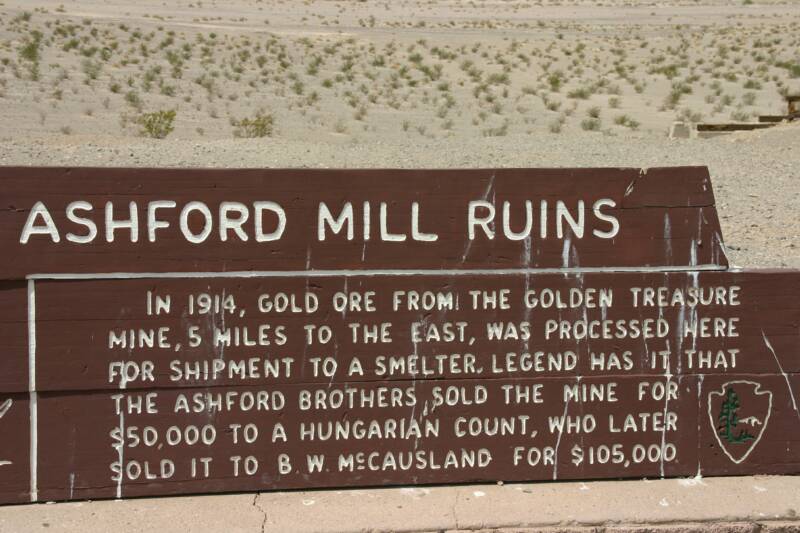 ASHFORD MILL RUINS
IN 1914, GOLD ORE FROM THE GOLDEN TREASURE
MINE, 5 MILES TO THE EAST, WAS PROCESSED HERE
FOR SHIPMENT TO A SMELTER. LEGEND HAS IT THAT
THE ASHFORD BROTHERS SOLD THE MINE FOR
$50,000 TO A HUNGARIAN COUNT, WHO LATER
SOLD IT TO B. W. MCCAUSLAND FOR $105,000